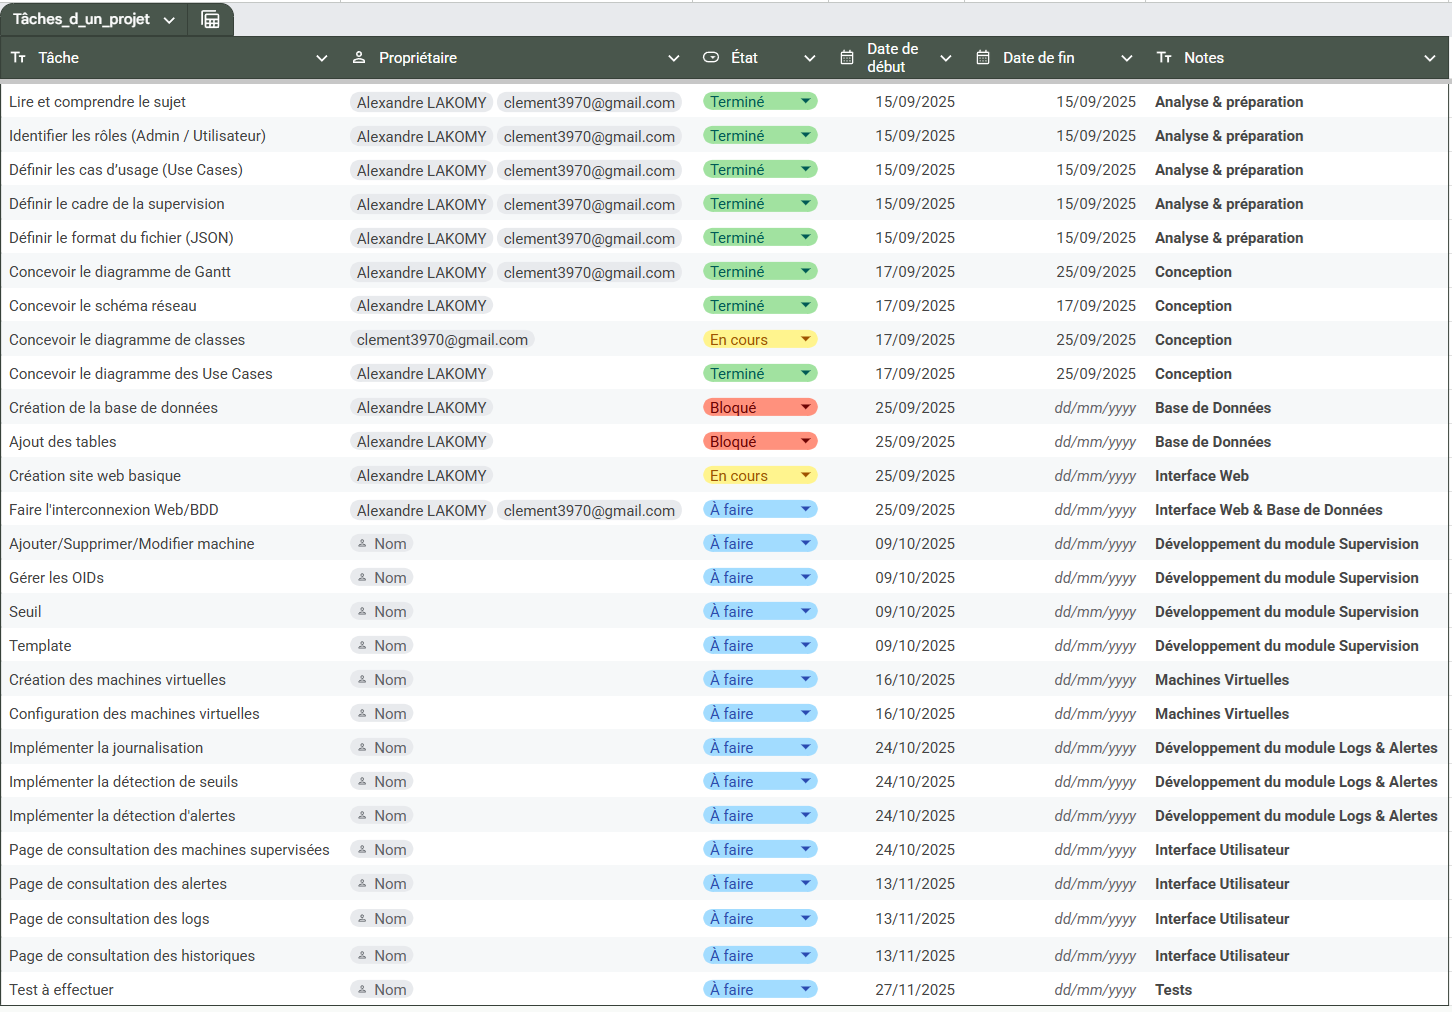 Tâches_d_un_projet
Tâche Propriétaire État Date de début Date de fin Notes
Lire et comprendre le sujet Alexandre LAKOMY clement3970@gmail.com Terminé 15/09/2025 15/09/2025 Analyse & préparation
Identifier les rôles (Admin / Utilisateur) Alexandre LAKOMY clement3970@gmail.com Terminé 15/09/2025 15/09/2025 Analyse & préparation
Définir les cas d’usage (Use Cases) Alexandre LAKOMY clement3970@gmail.com Terminé 15/09/2025 15/09/2025 Analyse & préparation
Définir le cadre de la supervision Alexandre LAKOMY clement3970@gmail.com Terminé 15/09/2025 15/09/2025 Analyse & préparation
Définir le format du fichier (JSON) Alexandre LAKOMY clement3970@gmail.com Terminé 15/09/2025 15/09/2025 Analyse & préparation
Concevoir le diagramme de Gantt Alexandre LAKOMY clement3970@gmail.com Terminé 17/09/2025 25/09/2025 Conception
Concevoir le schéma réseau Alexandre LAKOMY Terminé 17/09/2025 17/09/2025 Conception
Concevoir le diagramme de classes clement3970@gmail.com En cours 17/09/2025 25/09/2025 Conception
Concevoir le diagramme des Use Cases Alexandre LAKOMY Terminé 17/09/2025 25/09/2025 Conception
Création de la base de données Alexandre LAKOMY Bloqué 25/09/2025 dd/mm/yyyy Base de Données
Ajout des tables Alexandre LAKOMY Bloqué 25/09/2025 dd/mm/yyyy Base de Données
Création site web basique Alexandre LAKOMY En cours 25/09/2025 dd/mm/yyyy Interface Web
Faire l'interconnexion Web/BDD Alexandre LAKOMY clement3970@gmail.com À faire 25/09/2025 dd/mm/yyyy Interface Web & Base de Données
Ajouter/Supprimer/Modifier machine Nom À faire 09/10/2025 dd/mm/yyyy Développement du module Supervision
Gérer les OIDs Nom À faire 09/10/2025 dd/mm/yyyy Développement du module Supervision
Seuil Nom À faire 09/10/2025 dd/mm/yyyy Développement du module Supervision
Template Nom À faire 09/10/2025 dd/mm/yyyy Développement du module Supervision
Création des machines virtuelles Nom À faire 16/10/2025 dd/mm/yyyy Machines Virtuelles
Configuration des machines virtuelles Nom À faire 16/10/2025 dd/mm/yyyy Machines Virtuelles
Implémenter la journalisation Nom À faire 24/10/2025 dd/mm/yyyy Développement du module Logs & Alertes
Implémenter la détection de seuils Nom À faire 24/10/2025 dd/mm/yyyy Développement du module Logs & Alertes
Implémenter la détection d'alertes Nom À faire 24/10/2025 dd/mm/yyyy Développement du module Logs & Alertes
Page de consultation des machines supervisées Nom À faire 24/10/2025 dd/mm/yyyy Interface Utilisateur
Page de consultation des alertes Nom À faire 13/11/2025 dd/mm/yyyy Interface Utilisateur
Page de consultation des logs Nom À faire 13/11/2025 dd/mm/yyyy Interface Utilisateur
Page de consultation des historiques Nom À faire 13/11/2025 dd/mm/yyyy Interface Utilisateur
Test à effectuer Nom À faire 27/11/2025 dd/mm/yyyy Tests